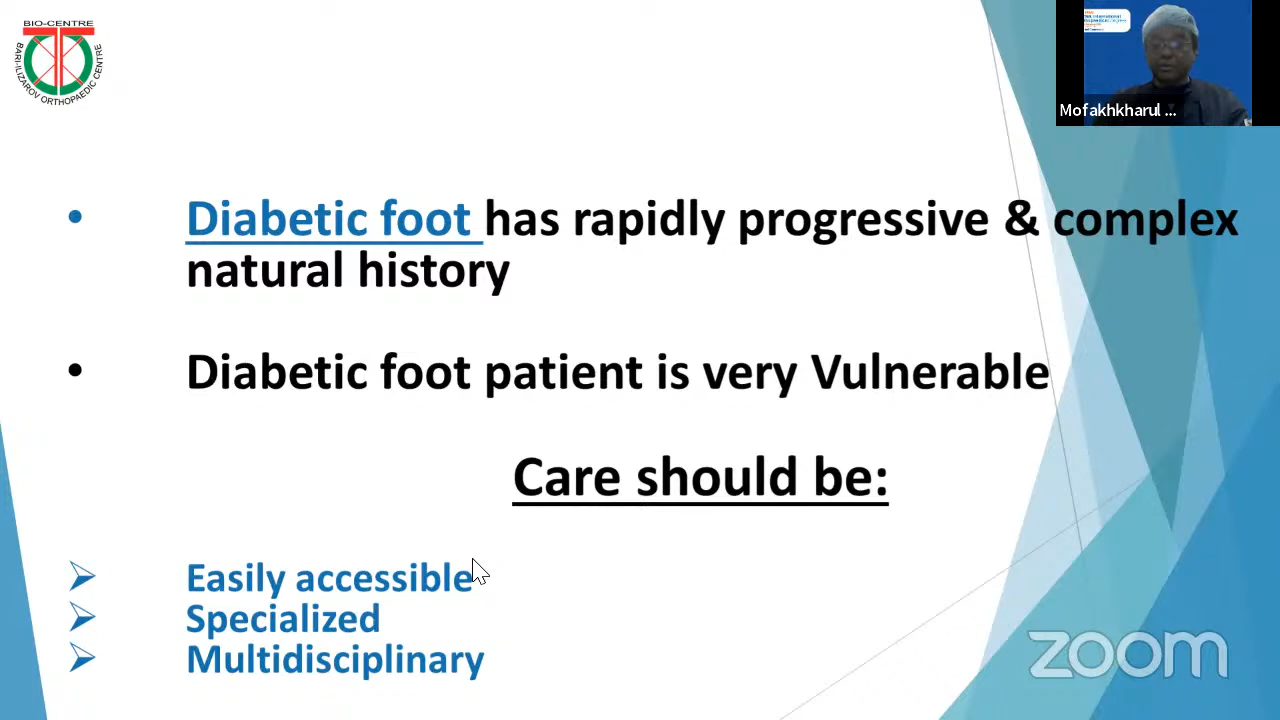 BIO-CENTRE
BARI-ILIZAROV ORTHOPAEDIC CENTRE
Mofakhkharul ...
• Diabetic foot has rapidly progressive & complex
natural history
• Diabetic foot patient is very Vulnerable
Care should be:
➢ Easily accessible
➢ Specialized
➢ Multidisciplinary
zoom